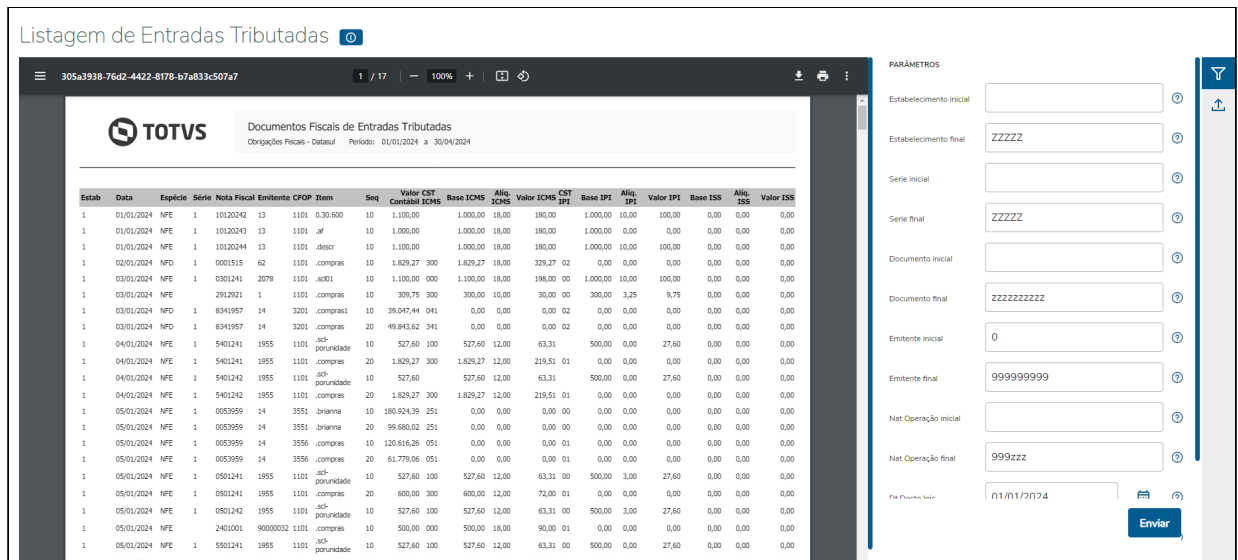 Listagem de Entradas Tributadas
305a3938-76d2-4422-8178-b7a833c507a7 1 / 17 — 100% +
TOTVS
Documentos Fiscais de Entradas Tributadas
Obrigações Fiscais - Datasul Período: 01/01/2024 a 30/04/2024
Estab Data Espécie Série Nota Fiscal Emitente CFOP Item Seq Valor Contábil CST ICMS Base ICMS Aliq. ICMS Valor ICMS CST IPI Base IPI Aliq. IPI Valor IPI Base ISS Aliq. ISS Valor ISS
1 01/01/2024 NFE 1 10120242 13 1101 0.30.600 10 1.100,00 1.000,00 18,00 180,00 1.000,00 10,00 100,00 0,00 0,00 0,00
1 01/01/2024 NFE 1 10120243 13 1101 .af 10 1.000,00 1.000,00 18,00 180,00 0,00 0,00 0,00 0,00 0,00 0,00
1 01/01/2024 NFE 1 10120244 13 1101 .descr 10 1.100,00 1.000,00 18,00 180,00 1.000,00 10,00 100,00 0,00 0,00 0,00
1 02/01/2024 NFD 1 0001515 62 1101 .compras 10 1.829,27 300 1.829,27 18,00 329,27 02 0,00 0,00 0,00 0,00 0,00 0,00
1 03/01/2024 NFE 1 0301241 2078 1101 .scl01 10 1.100,00 000 1.100,00 18,00 198,00 00 1.000,00 10,00 100,00 0,00 0,00 0,00
1 03/01/2024 NFE 2912921 1 1101 .compras 10 309,75 300 300,00 10,00 30,00 00 300,00 3,25 9,75 0,00 0,00 0,00
1 03/01/2024 NFD 1 8341957 14 3201 .compras1 10 39.047,44 041 0,00 0,00 0,00 02 0,00 0,00 0,00 0,00 0,00 0,00
1 03/01/2024 NFD 1 8341957 14 3201 .compras 20 49.843,62 341 0,00 0,00 0,00 02 0,00 0,00 0,00 0,00 0,00 0,00
1 04/01/2024 NFE 1 5401241 1955 1101 .scl-porunidade 10 527,60 100 527,60 12,00 63,31 500,00 0,00 27,60 0,00 0,00 0,00
1 04/01/2024 NFE 1 5401241 1955 1101 .compras 20 1.829,27 300 1.829,27 12,00 219,51 01 0,00 0,00 0,00 0,00 0,00 0,00
1 04/01/2024 NFE 1 5401242 1955 1101 .scl-porunidade 10 527,60 527,60 12,00 63,31 500,00 0,00 27,60 0,00 0,00 0,00
1 04/01/2024 NFE 1 5401242 1955 1101 .compras 20 1.829,27 300 1.829,27 12,00 219,51 01 0,00 0,00 0,00 0,00 0,00 0,00
1 05/01/2024 NFE 1 0053959 14 3551 .brianna 10 180.924,39 251 0,00 0,00 0,00 00 0,00 0,00 0,00 0,00 0,00 0,00
1 05/01/2024 NFE 1 0053959 14 3551 .brianna 20 99.680,02 251 0,00 0,00 0,00 00 0,00 0,00 0,00 0,00 0,00 0,00
1 05/01/2024 NFE 1 0053959 14 3556 .compras 10 120.616,26 051 0,00 0,00 0,00 01 0,00 0,00 0,00 0,00 0,00 0,00
1 05/01/2024 NFE 1 0053959 14 3556 .compras 20 61.779,06 051 0,00 0,00 0,00 01 0,00 0,00 0,00 0,00 0,00 0,00
1 05/01/2024 NFE 1 0501241 1955 1101 .scl-porunidade 10 527,60 100 527,60 12,00 63,31 00 500,00 3,00 27,60 0,00 0,00 0,00
1 05/01/2024 NFE 1 0501241 1955 1101 .compras 20 600,00 300 600,00 12,00 72,00 01 0,00 0,00 0,00 0,00 0,00 0,00
1 05/01/2024 NFE 1 0501242 1955 1101 .scl-porunidade 10 527,60 100 527,60 12,00 63,31 00 500,00 3,00 27,60 0,00 0,00 0,00
1 05/01/2024 NFE 2401001 90000032 1101 .compras 10 500,00 000 500,00 18,00 90,00 01 0,00 0,00 0,00 0,00 0,00 0,00
1 05/01/2024 NFE 1 5501241 1955 1101 .scl-porunidade 10 527,60 100 527,60 12,00 63,31 00 500,00 0,00 27,60 0,00 0,00 0,00
PARÂMETROS
Estabelecimento inicial
Estabelecimento final ZZZZZ
Serie inicial
Serie final ZZZZZ
Documento inicial
Documento final zzzzzzzzzz
Emitente inicial 0
Emitente final 999999999
Nat Operação inicial
Nat Operação final 999zzz
Dt Docto Inic 01/01/2024
Enviar